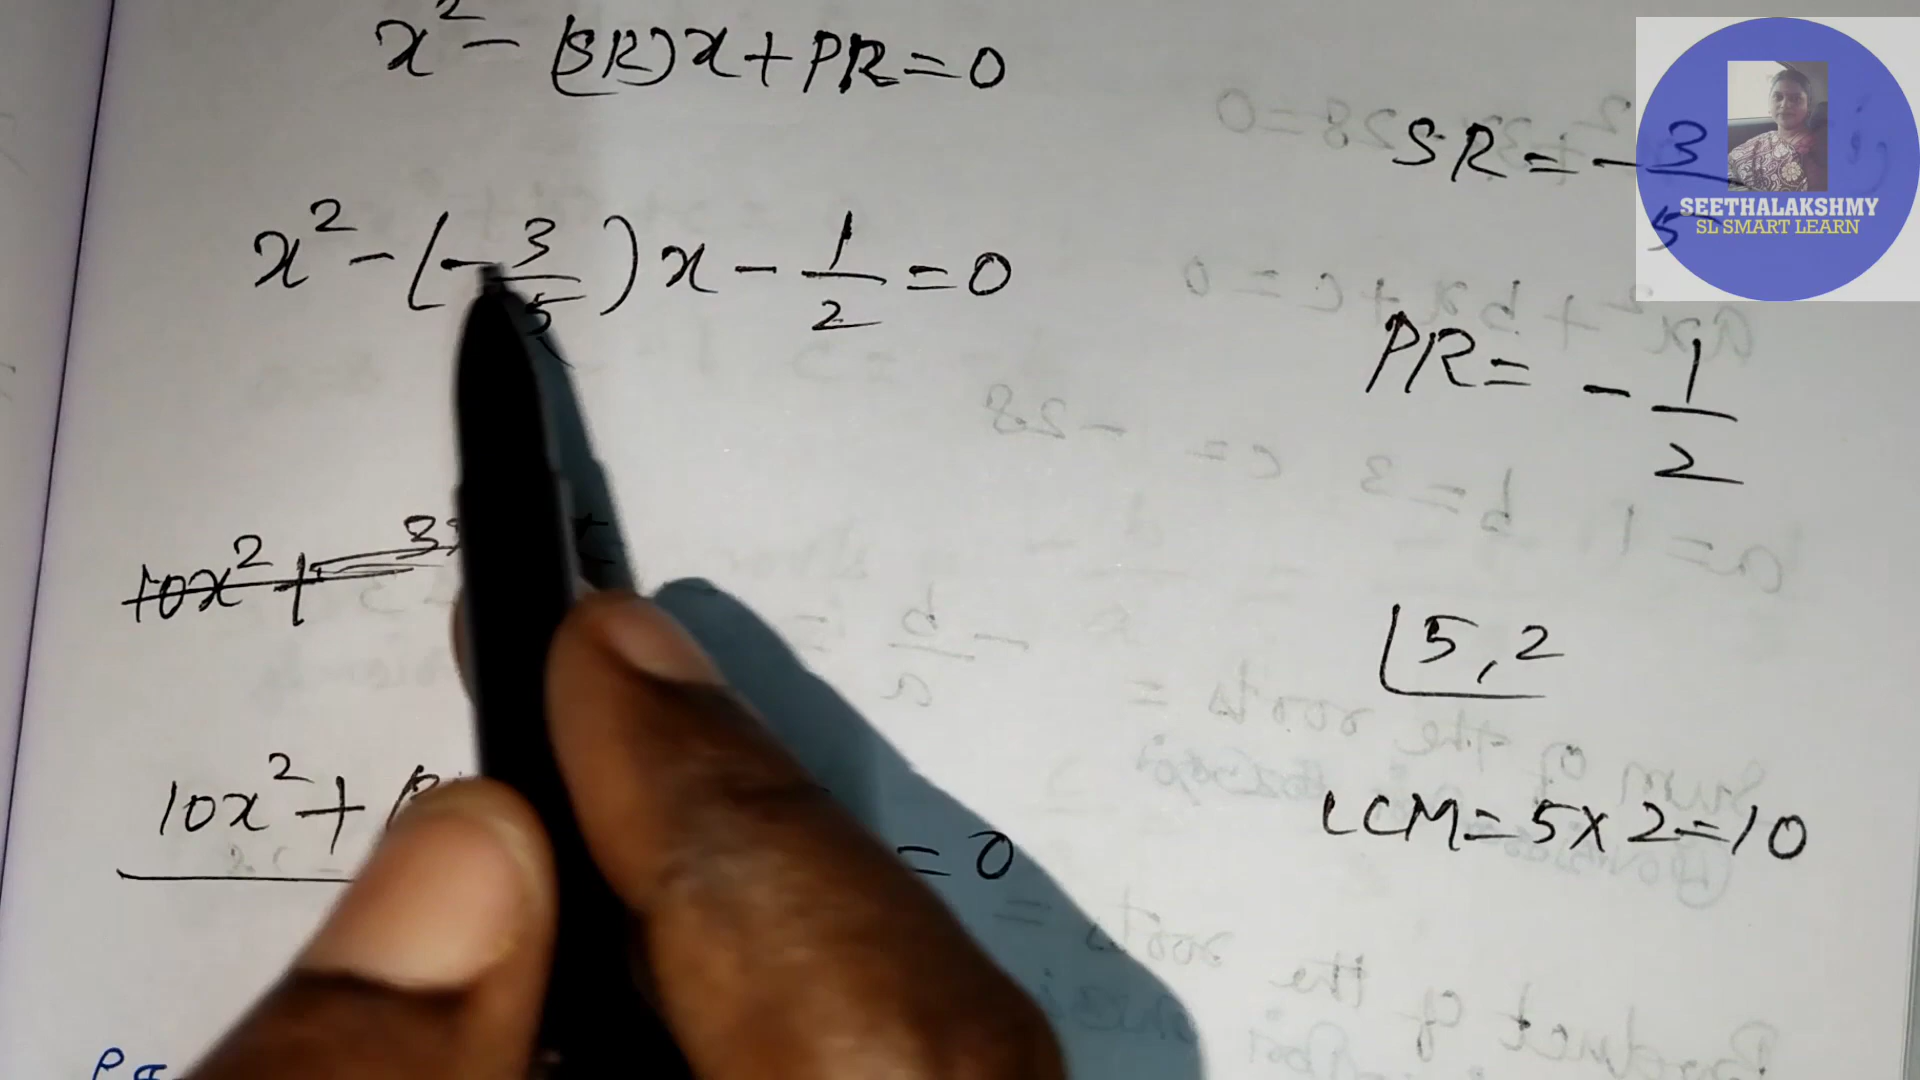 x² - (SR)x + PR = 0
SR = - 3/5
x² - (- 3/5)x - 1/2 = 0
PR = - 1/2
5, 2
10x² +
10x² +
= 0
LCM = 5 × 2 = 10
SEETHALAKSHMY
SL SMART LEARN